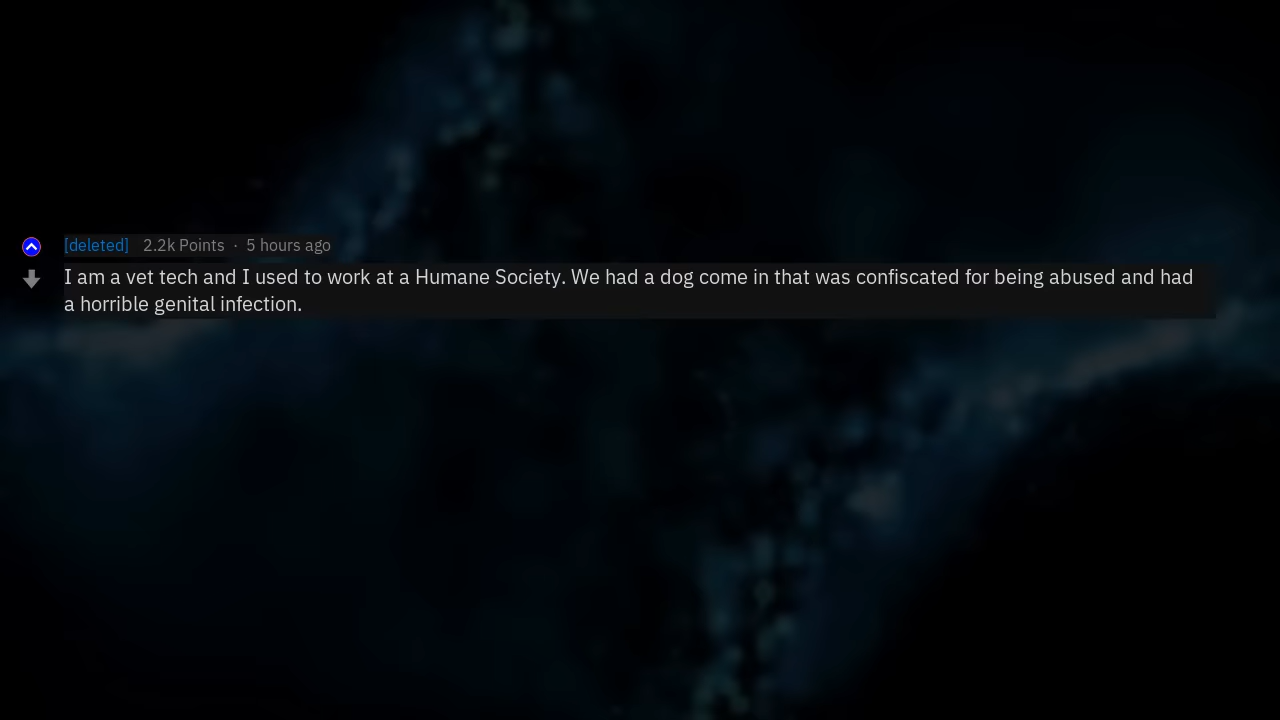 [deleted] 2.2k Points · 5 hours ago
I am a vet tech and I used to work at a Humane Society. We had a dog come in that was confiscated for being abused and had
a horrible genital infection.